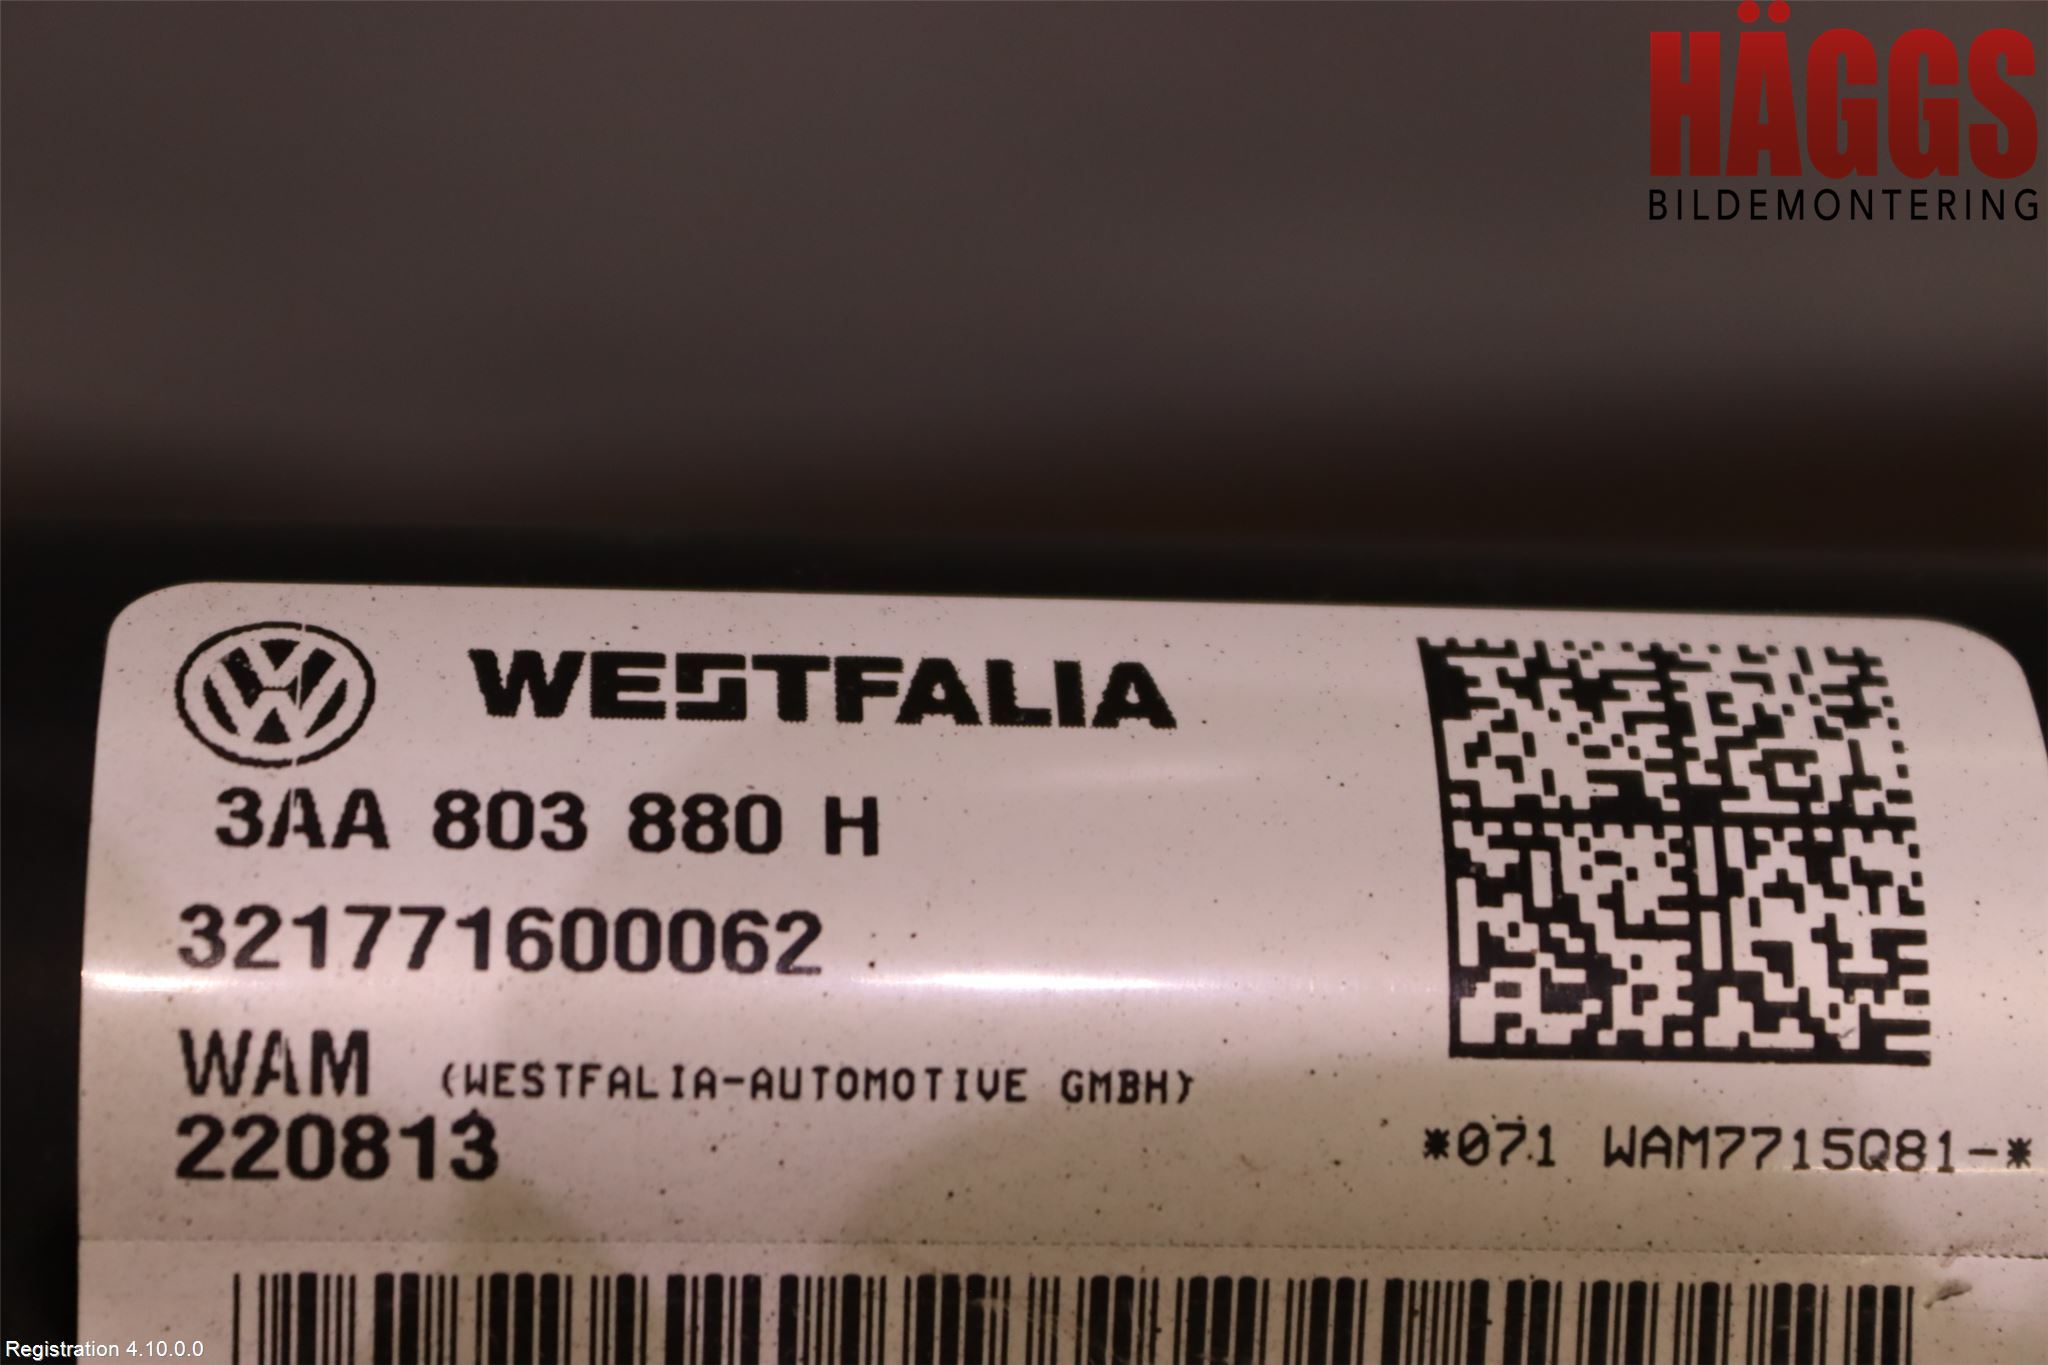 HÄGGS
BILDEMONTERING
WESTFALIA
3AA 803 880 H
321771600062
WAM (WESTFALIA-AUTOMOTIVE GMBH)
220813
*071 WAM7715Q81-*
Registration 4.10.0.0